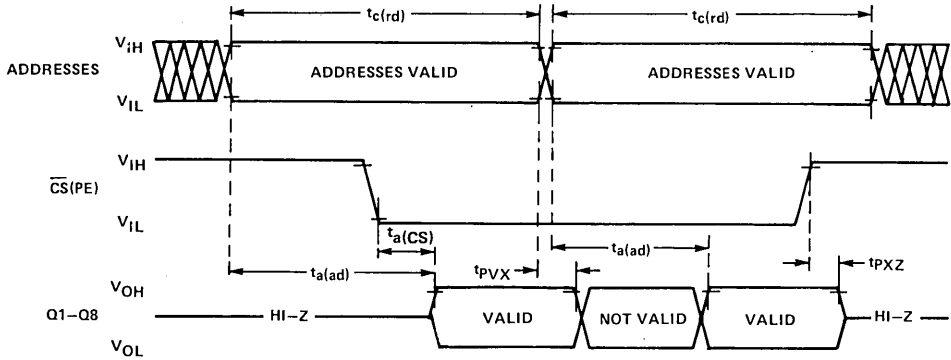 tc(rd) tc(rd)
VIH
ADDRESSES ADDRESSES VALID ADDRESSES VALID
VIL
VIH
CS(PE)
VIL
ta(CS)
ta(ad)
ta(ad) tPVX tPXZ
VOH
Q1–Q8 HI–Z VALID NOT VALID VALID HI–Z
VOL